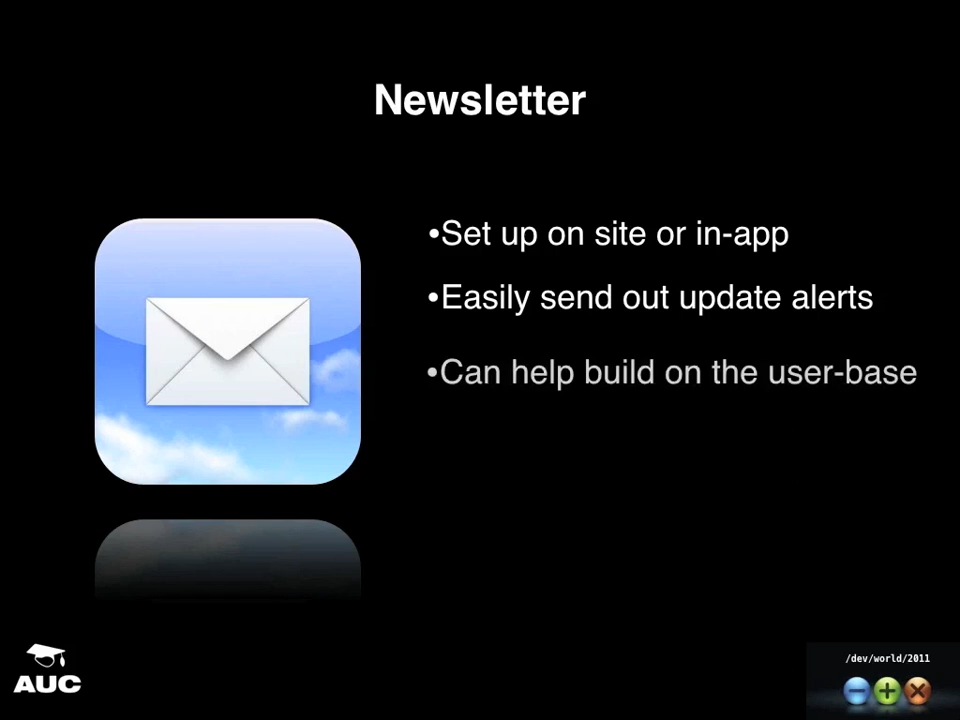 Newsletter
•Set up on site or in-app
•Easily send out update alerts
•Can help build on the user-base
AUC
/dev/world/2011